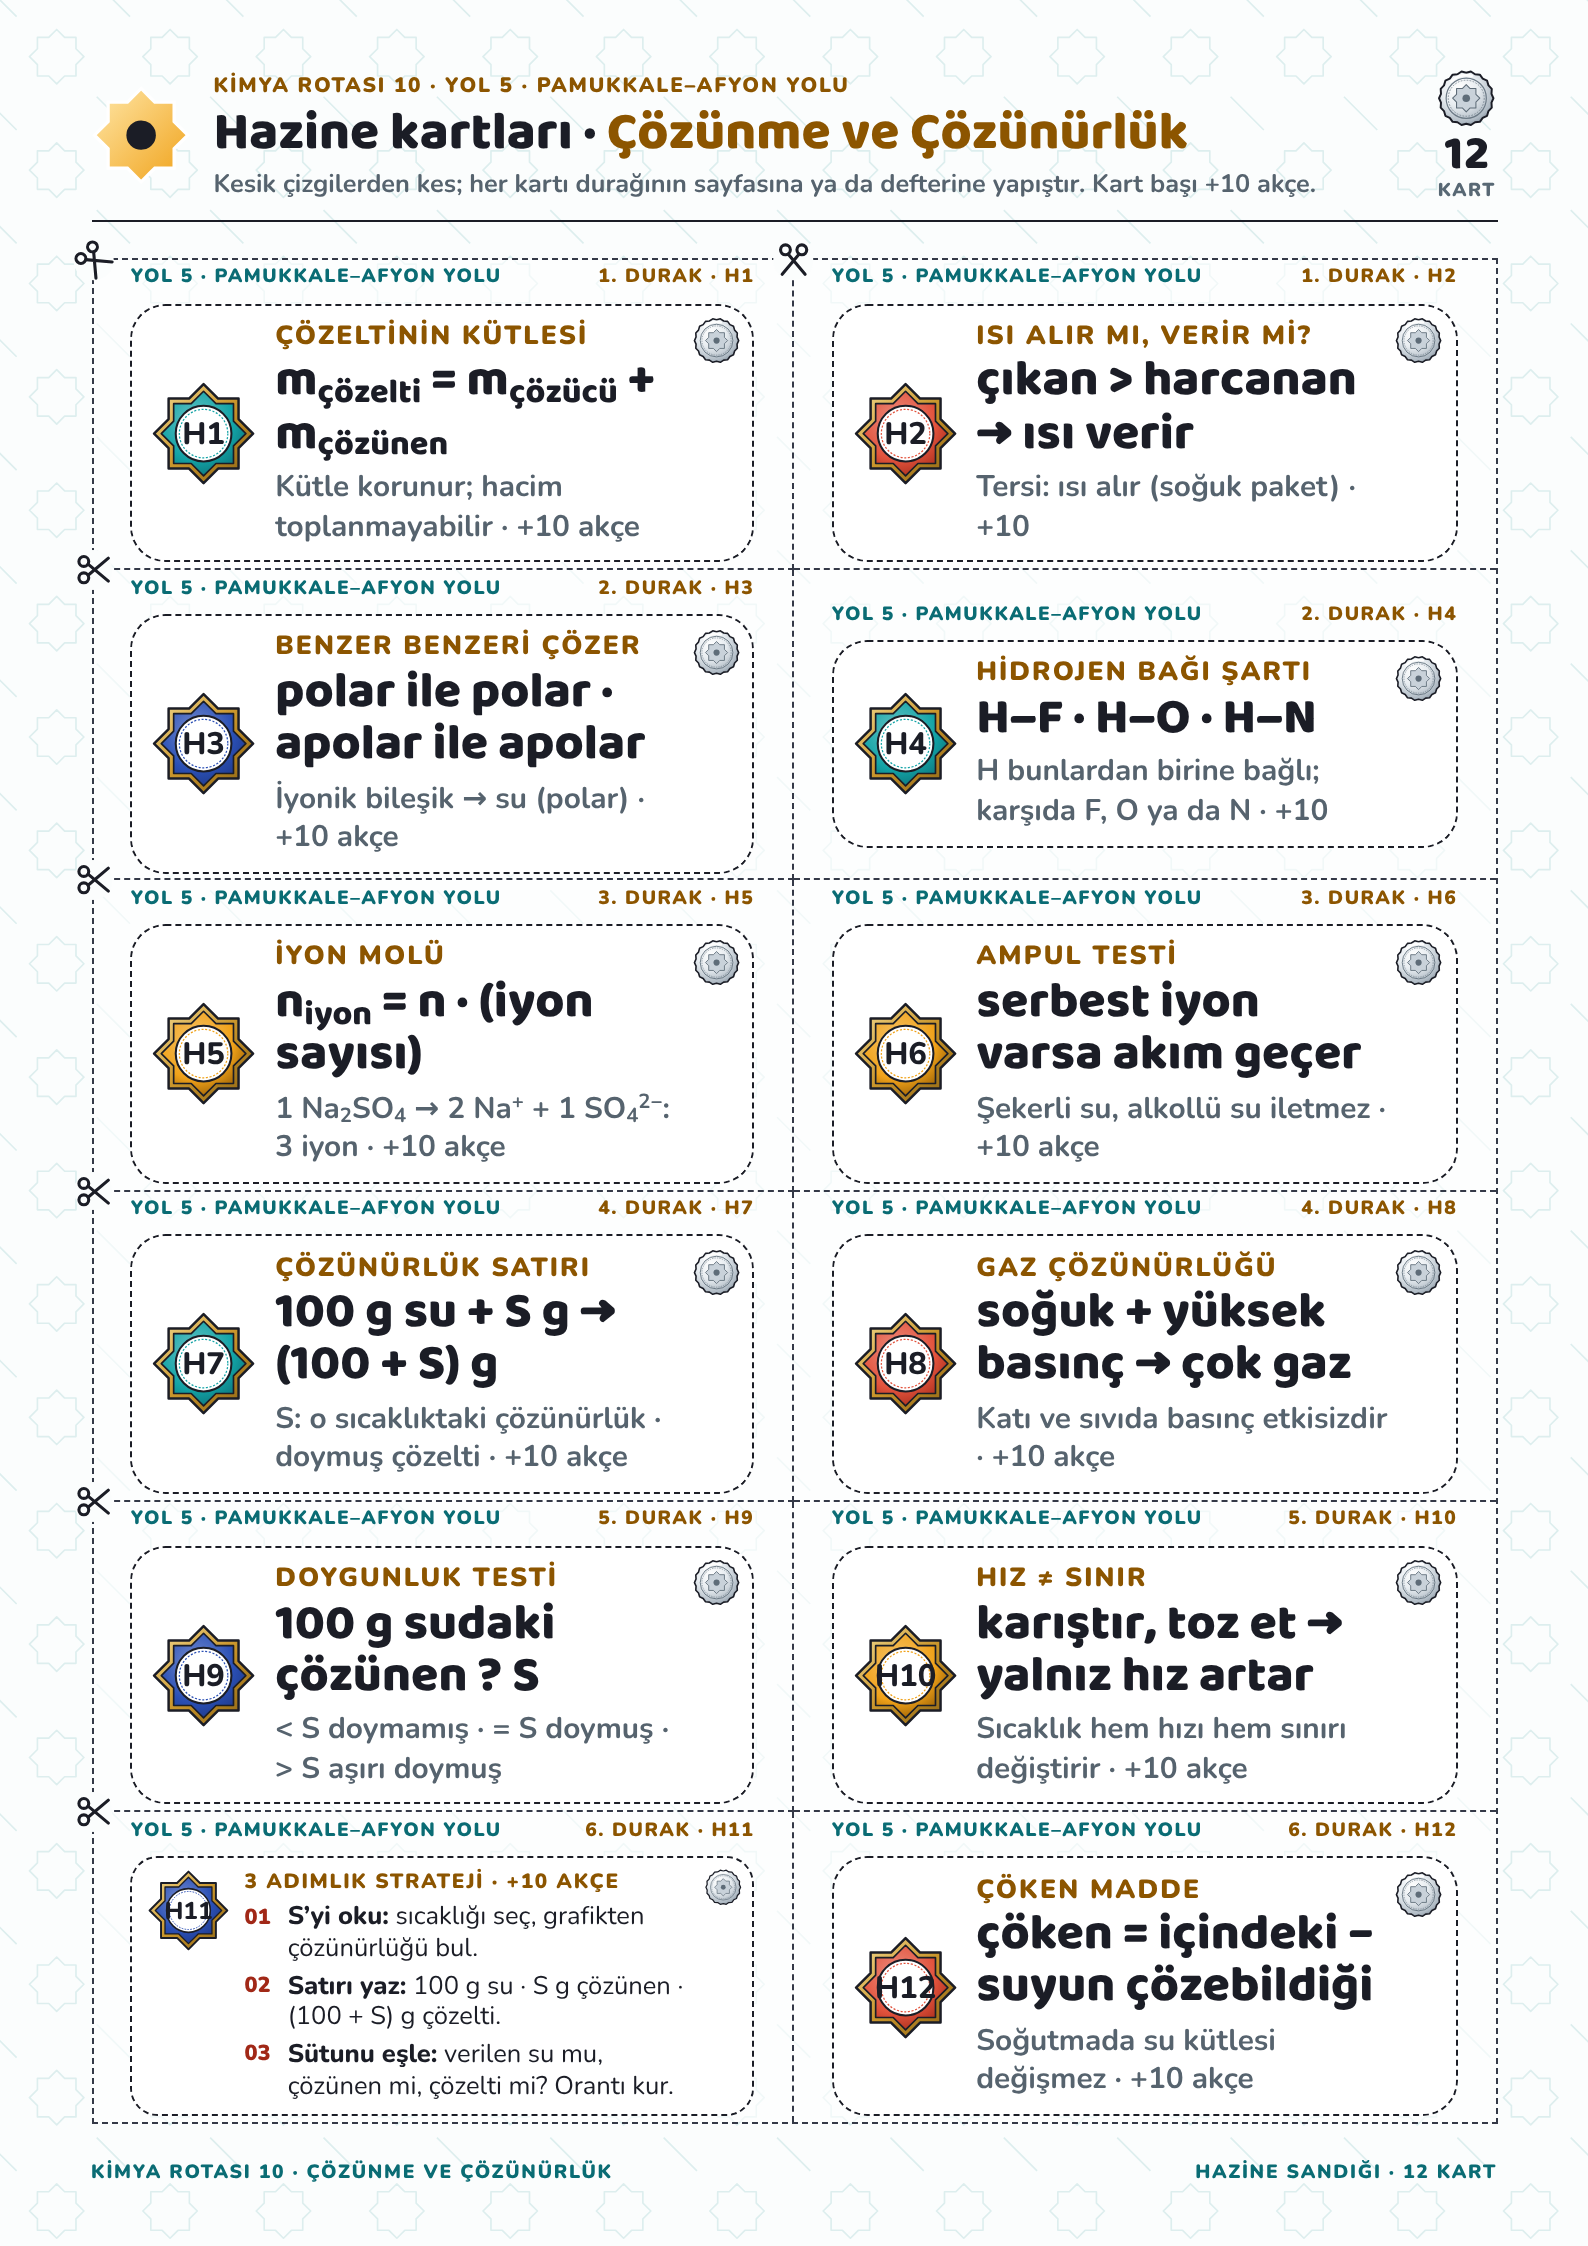 KİMYA ROTASI 10 · YOL 5 · PAMUKKALE–AFYON YOLU
Hazine kartları · Çözünme ve Çözünürlük
Kesik çizgilerden kes; her kartı durağının sayfasına ya da defterine yapıştır. Kart başı +10 akçe.
12
KART
YOL 5 · PAMUKKALE–AFYON YOLU
1. DURAK · H1
H1
ÇÖZELTİNİN KÜTLESİ
mçözelti = mçözücü +
mçözünen
Kütle korunur; hacim
toplanmayabilir · +10 akçe
YOL 5 · PAMUKKALE–AFYON YOLU
1. DURAK · H2
H2
ISI ALIR MI, VERİR Mİ?
çıkan > harcanan
→ ısı verir
Tersi: ısı alır (soğuk paket) ·
+10
YOL 5 · PAMUKKALE–AFYON YOLU
2. DURAK · H3
H3
BENZER BENZERİ ÇÖZER
polar ile polar ·
apolar ile apolar
İyonik bileşik → su (polar) ·
+10 akçe
YOL 5 · PAMUKKALE–AFYON YOLU
2. DURAK · H4
H4
HİDROJEN BAĞI ŞARTI
H–F · H–O · H–N
H bunlardan birine bağlı;
karşıda F, O ya da N · +10
YOL 5 · PAMUKKALE–AFYON YOLU
3. DURAK · H5
H5
İYON MOLÜ
niyon = n · (iyon
sayısı)
1 Na₂SO₄ → 2 Na⁺ + 1 SO₄²⁻:
3 iyon · +10 akçe
YOL 5 · PAMUKKALE–AFYON YOLU
3. DURAK · H6
H6
AMPUL TESTİ
serbest iyon
varsa akım geçer
Şekerli su, alkollü su iletmez ·
+10 akçe
YOL 5 · PAMUKKALE–AFYON YOLU
4. DURAK · H7
H7
ÇÖZÜNÜRLÜK SATIRI
100 g su + S g →
(100 + S) g
S: o sıcaklıktaki çözünürlük ·
doymuş çözelti · +10 akçe
YOL 5 · PAMUKKALE–AFYON YOLU
4. DURAK · H8
H8
GAZ ÇÖZÜNÜRLÜĞÜ
soğuk + yüksek
basınç → çok gaz
Katı ve sıvıda basınç etkisizdir
· +10 akçe
YOL 5 · PAMUKKALE–AFYON YOLU
5. DURAK · H9
H9
DOYGUNLUK TESTİ
100 g sudaki
çözünen ? S
< S doymamış · = S doymuş ·
> S aşırı doymuş
YOL 5 · PAMUKKALE–AFYON YOLU
5. DURAK · H10
H10
HIZ ≠ SINIR
karıştır, toz et →
yalnız hız artar
Sıcaklık hem hızı hem sınırı
değiştirir · +10 akçe
YOL 5 · PAMUKKALE–AFYON YOLU
6. DURAK · H11
H11
3 ADIMLIK STRATEJİ · +10 AKÇE
01 S’yi oku: sıcaklığı seç, grafikten
çözünürlüğü bul.
02 Satırı yaz: 100 g su · S g çözünen ·
(100 + S) g çözelti.
03 Sütunu eşle: verilen su mu,
çözünen mi, çözelti mi? Orantı kur.
YOL 5 · PAMUKKALE–AFYON YOLU
6. DURAK · H12
H12
ÇÖKEN MADDE
çöken = içindeki –
suyun çözebildiği
Soğutmada su kütlesi
değişmez · +10 akçe
KİMYA ROTASI 10 · ÇÖZÜNME VE ÇÖZÜNÜRLÜK
HAZİNE SANDIĞI · 12 KART